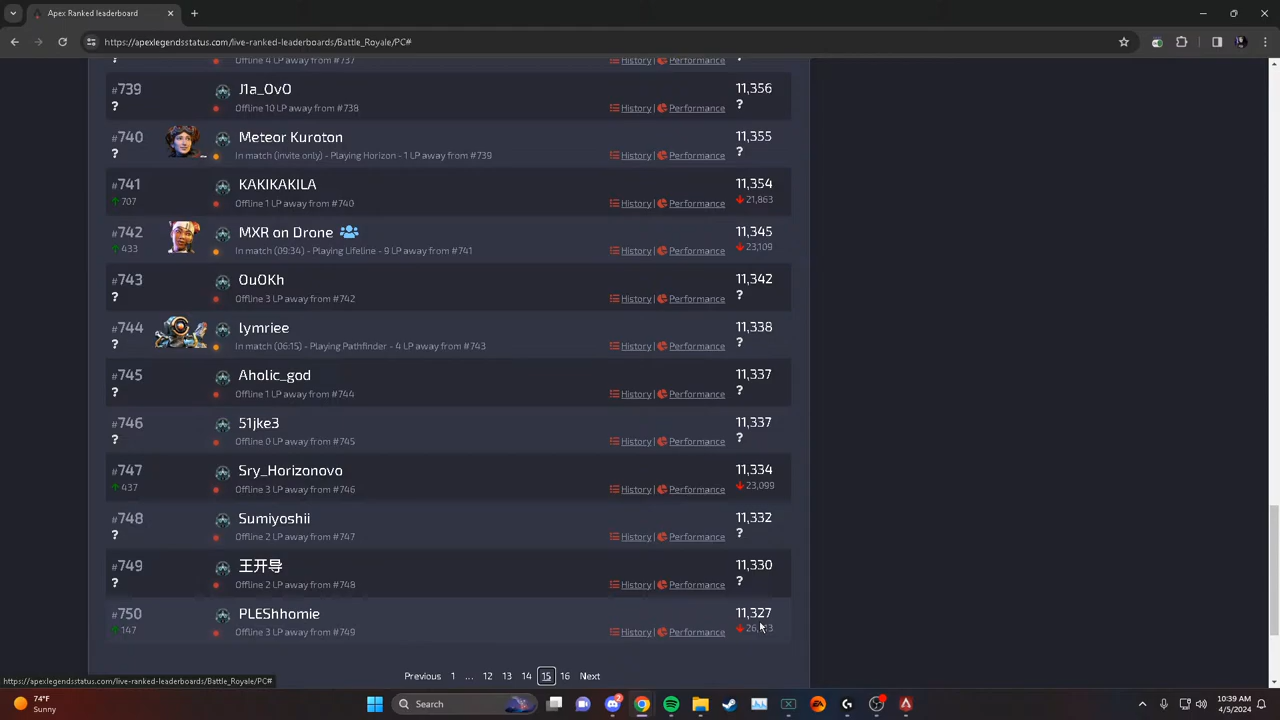 Apex Ranked leaderboard
https://apexlegendsstatus.com/live-ranked-leaderboards/Battle_Royale/PC#
?
Offline 4 LP away from #737
History | Performance
?
#739
?
J1a_OvO
Offline 10 LP away from #738
History | Performance
11,356
?
#740
?
Meteor Kuroton
In match (invite only) - Playing Horizon - 1 LP away from #739
History | Performance
11,355
?
#741
707
KAKIKAKILA
Offline 1 LP away from #740
History | Performance
11,354
21,863
#742
433
MXR on Drone
In match (09:34) - Playing Lifeline - 9 LP away from #741
History | Performance
11,345
23,109
#743
?
OuOKh
Offline 3 LP away from #742
History | Performance
11,342
?
#744
?
lymriee
In match (06:15) - Playing Pathfinder - 4 LP away from #743
History | Performance
11,338
?
#745
?
Aholic_god
Offline 1 LP away from #744
History | Performance
11,337
?
#746
?
51jke3
Offline 0 LP away from #745
History | Performance
11,337
?
#747
437
Sry_Horizonovo
Offline 3 LP away from #746
History | Performance
11,334
23,099
#748
?
Sumiyoshii
Offline 2 LP away from #747
History | Performance
11,332
?
#749
?
王开导
Offline 2 LP away from #748
History | Performance
11,330
?
#750
147
PLEShhomie
Offline 3 LP away from #749
History | Performance
11,327
Previous 1 ... 12 13 14 15 16 Next
https://apexlegendsstatus.com/live-ranked-leaderboards/Battle_Royale/PC#
74°F
Sunny
Search
2
10:39 AM
4/5/2024